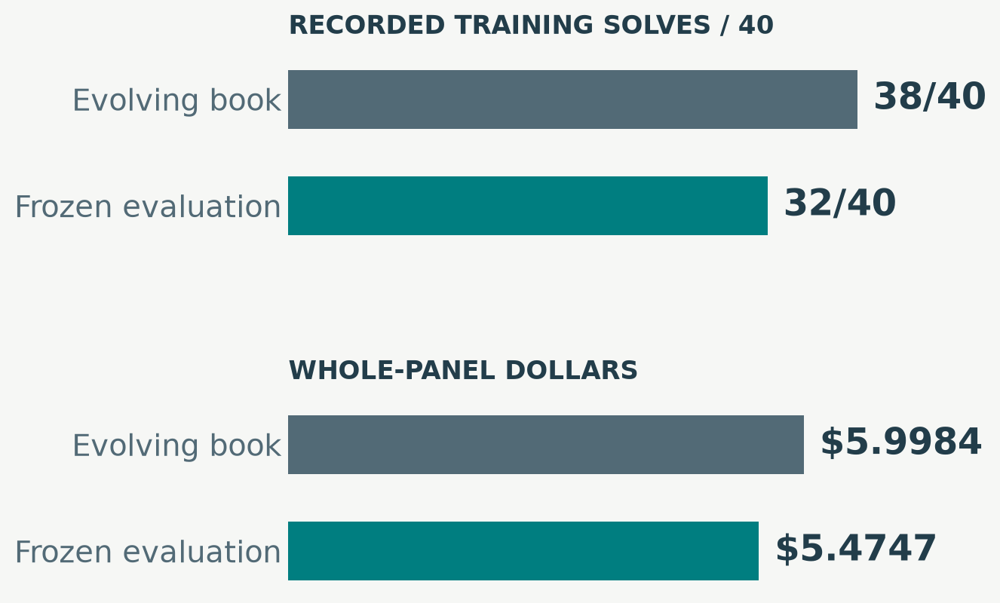 RECORDED TRAINING SOLVES / 40
Evolving book 38/40
Frozen evaluation 32/40
WHOLE-PANEL DOLLARS
Evolving book $5.9984
Frozen evaluation $5.4747